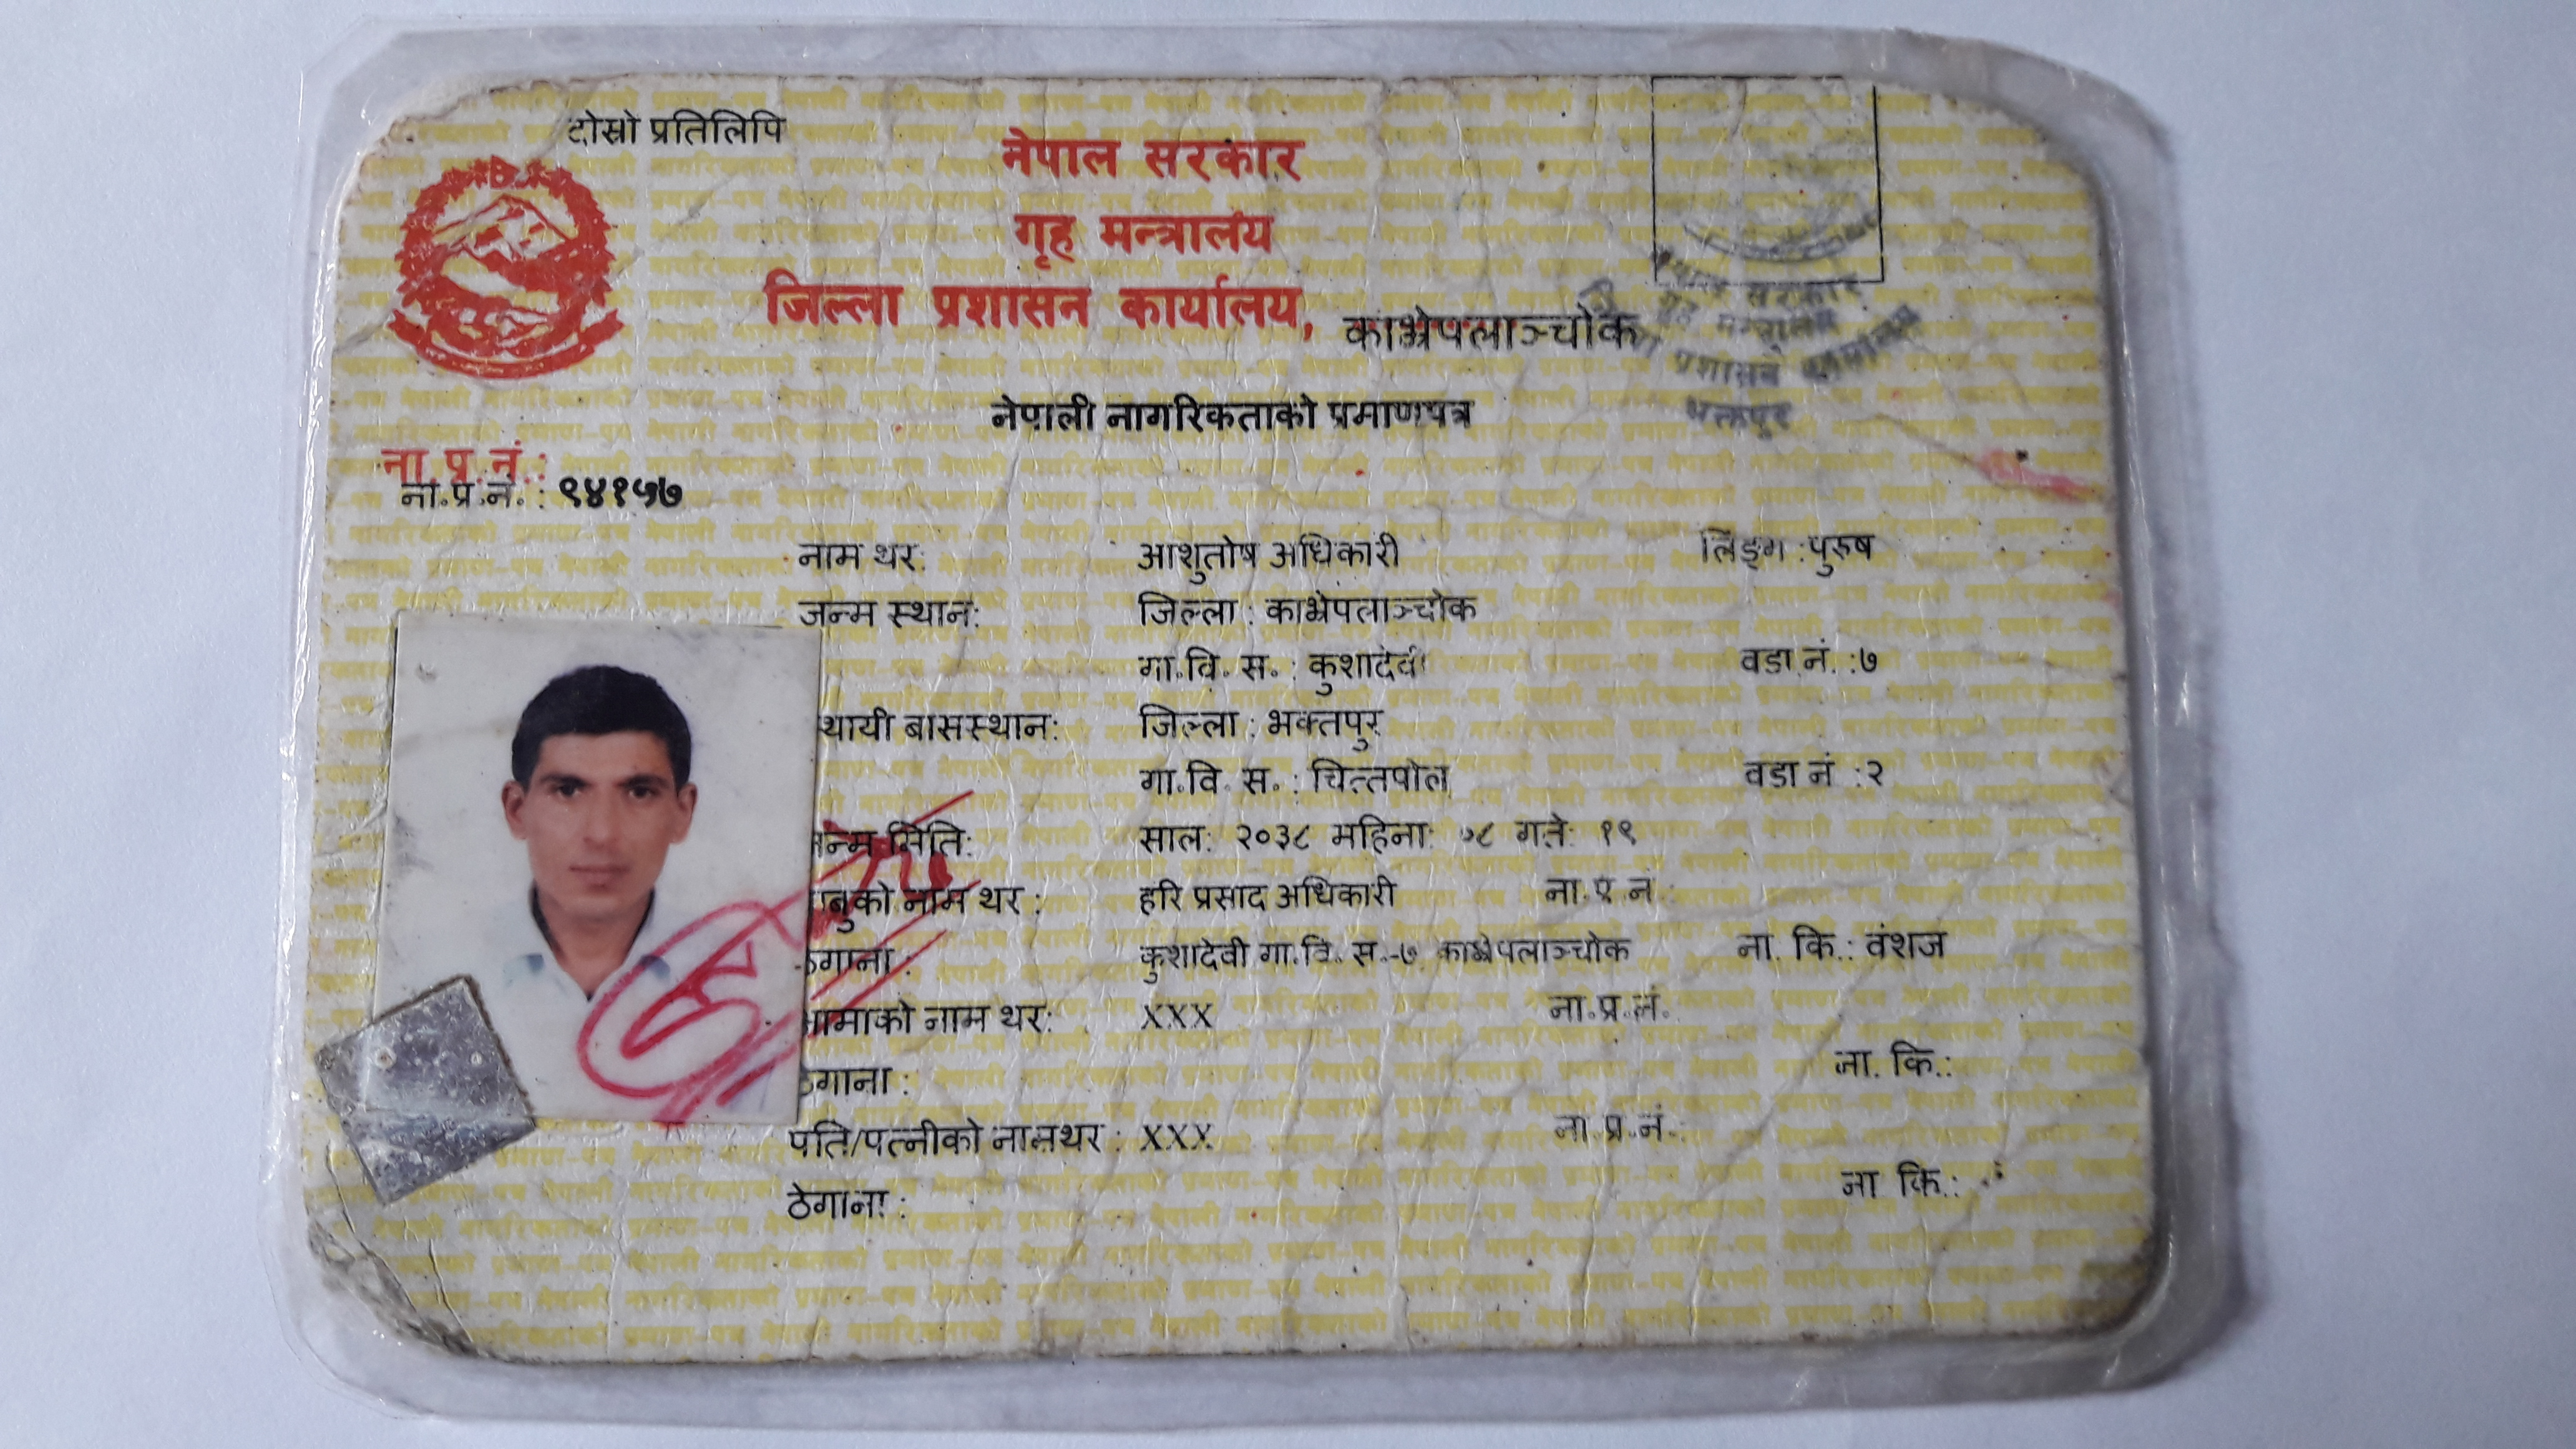 दोस्रो प्रतिलिपि
नेपाल सरकार
गृह मन्त्रालय
जिल्ला प्रशासन कार्यालय, काभ्रेपलाञ्चोक
नेपाल सरकार
गृह मन्त्रालय
प्रशासन कार्यालय
भक्तपुर
नेपाली नागरिकताको प्रमाणपत्र
ना.प्र.नं.:
ना.प्र.नं. : ९४१५७
नाम थर: आशुतोष अधिकारी लिङ्ग :पुरुष
जन्म स्थान: जिल्ला : काभ्रेपलाञ्चोक
गा.वि. स. : कुशादेवी वडा नं. :७
स्थायी बासस्थान: जिल्ला : भक्तपुर
गा.वि. स. : चित्तपोल वडा नं :२
जन्म मिति: साल: २०३८ महिना: ०८ गते: १९
बाबुको नाम थर : हरि प्रसाद अधिकारी ना.प्र.नं.
ठेगाना : कुशादेवी गा.वि. स.-७ काभ्रेपलाञ्चोक ना. कि.: वंशज
आमाको नाम थर: XXX ना.प्र.नं.
ठेगाना : ना. कि.:
पति/पत्नीको नामथर : XXX ना.प्र.नं.:
ठेगाना : ना कि.: